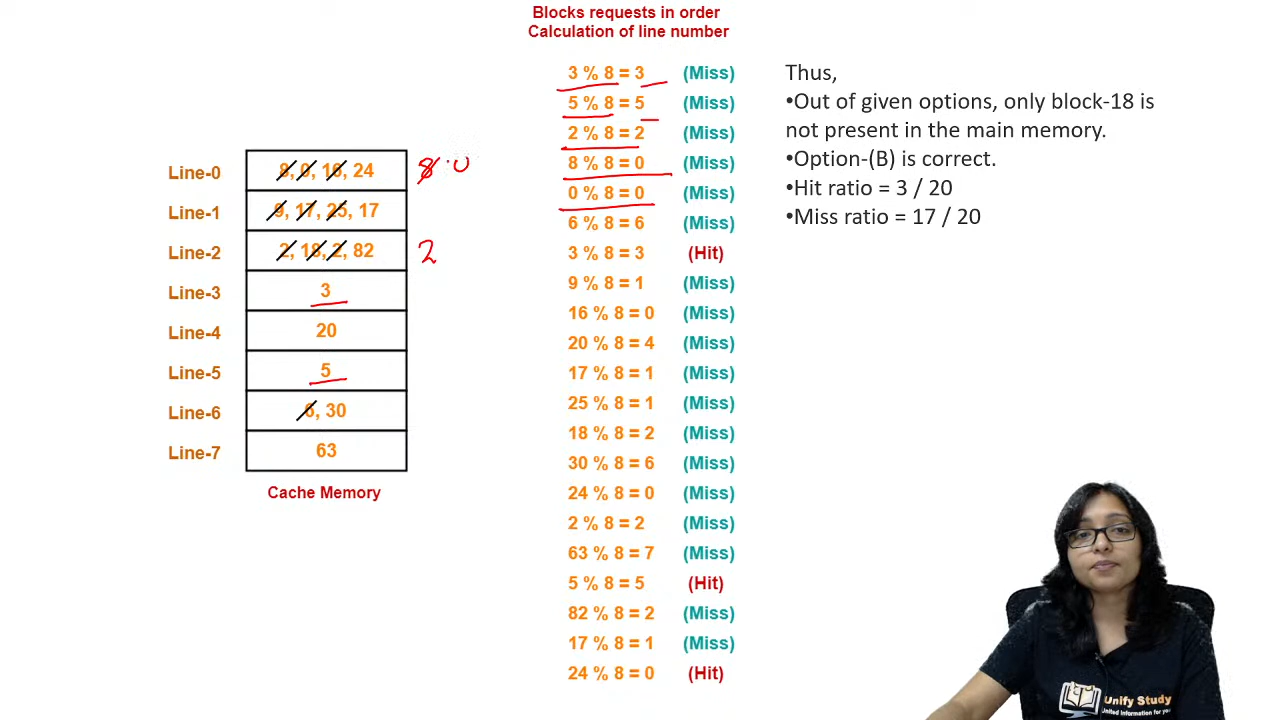 Blocks requests in order
Calculation of line number
3 % 8 = 3 (Miss)
5 % 8 = 5 (Miss)
2 % 8 = 2 (Miss)
8 % 8 = 0 (Miss)
0 % 8 = 0 (Miss)
6 % 8 = 6 (Miss)
3 % 8 = 3 (Hit)
9 % 8 = 1 (Miss)
16 % 8 = 0 (Miss)
20 % 8 = 4 (Miss)
17 % 8 = 1 (Miss)
25 % 8 = 1 (Miss)
18 % 8 = 2 (Miss)
30 % 8 = 6 (Miss)
24 % 8 = 0 (Miss)
2 % 8 = 2 (Miss)
63 % 8 = 7 (Miss)
5 % 8 = 5 (Hit)
82 % 8 = 2 (Miss)
17 % 8 = 1 (Miss)
24 % 8 = 0 (Hit)
Line-0 8, 0, 16, 24 8 0
Line-1 9, 17, 25, 17
Line-2 2, 18, 2, 82 2
Line-3 3
Line-4 20
Line-5 5
Line-6 6, 30
Line-7 63
Cache Memory
Thus,
•Out of given options, only block-18 is
not present in the main memory.
•Option-(B) is correct.
•Hit ratio = 3 / 20
•Miss ratio = 17 / 20
Unify Study
United Information for you